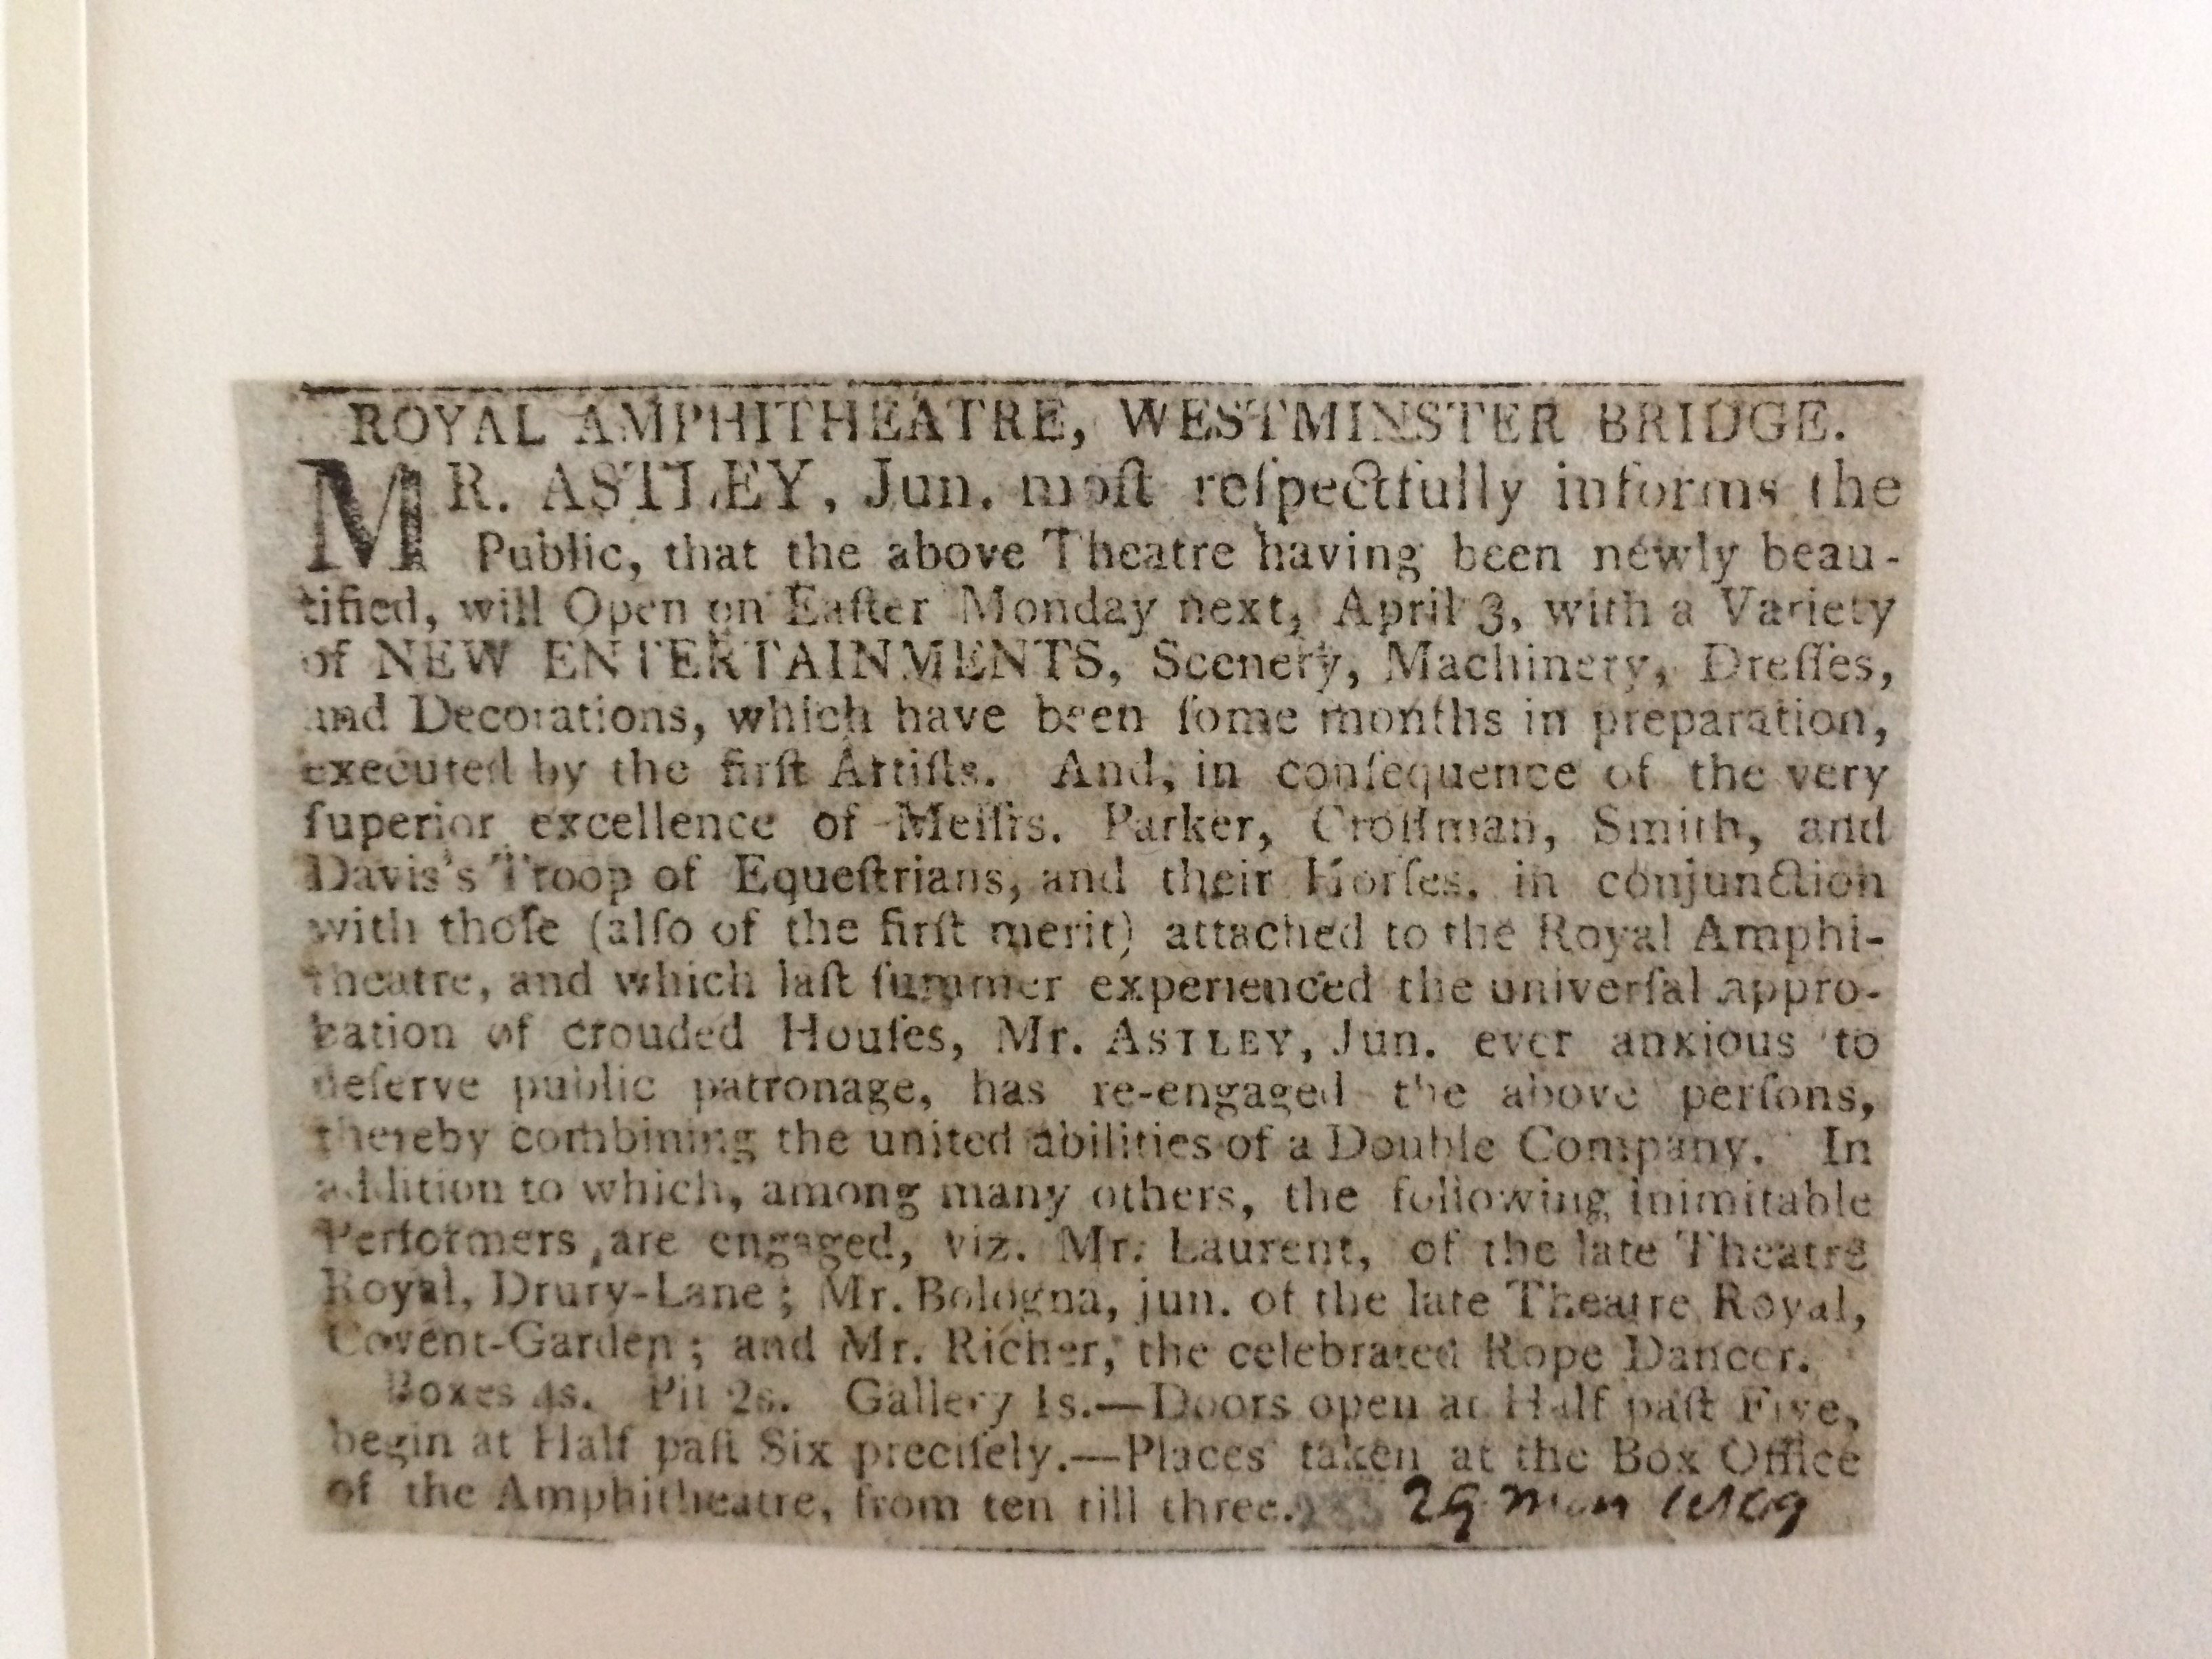 ROYAL AMPHITHEATRE, WESTMINSTER BRIDGE.
MR. ASTLEY, Jun. moſt reſpectfully informs the
Public, that the above Theatre having been newly beau-
tified, will Open on Eaſter Monday next, April 3, with a Variety
of NEW ENTERTAINMENTS, Scenery, Machinery, Dreſſes,
and Decorations, which have been ſome months in preparation,
executed by the firſt Artiſts. And, in conſequence of the very
ſuperior excellence of Meſſrs. Parker, Croſſman, Smith, and
Davis's Troop of Equeſtrians, and their Horſes, in conjunction
with thoſe (alſo of the firſt merit) attached to the Royal Amphi-
theatre, and which laſt ſummer experienced the univerſal appro-
bation of crouded Houſes, Mr. ASTLEY, Jun. ever anxious to
deſerve public patronage, has re-engaged the above perſons,
thereby combining the united abilities of a Double Company. In
addition to which, among many others, the following inimitable
Performers are engaged, viz. Mr. Laurent, of the late Theatre
Royal, Drury-Lane; Mr. Bologna, jun. of the late Theatre Royal,
Covent-Garden; and Mr. Richer, the celebrated Rope Dancer.
Boxes 4s. Pit 2s. Gallery 1s.—Doors open at Half paſt Five,
begin at Half paſt Six preciſely.—Places taken at the Box Office
of the Amphitheatre, from ten till three. 29